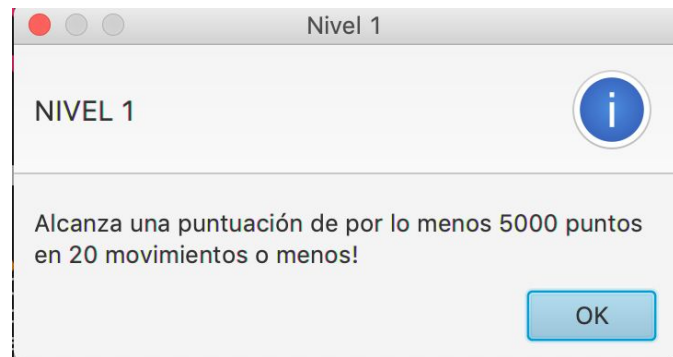 Nivel 1
NIVEL 1
i
Alcanza una puntuación de por lo menos 5000 puntos
en 20 movimientos o menos!
OK